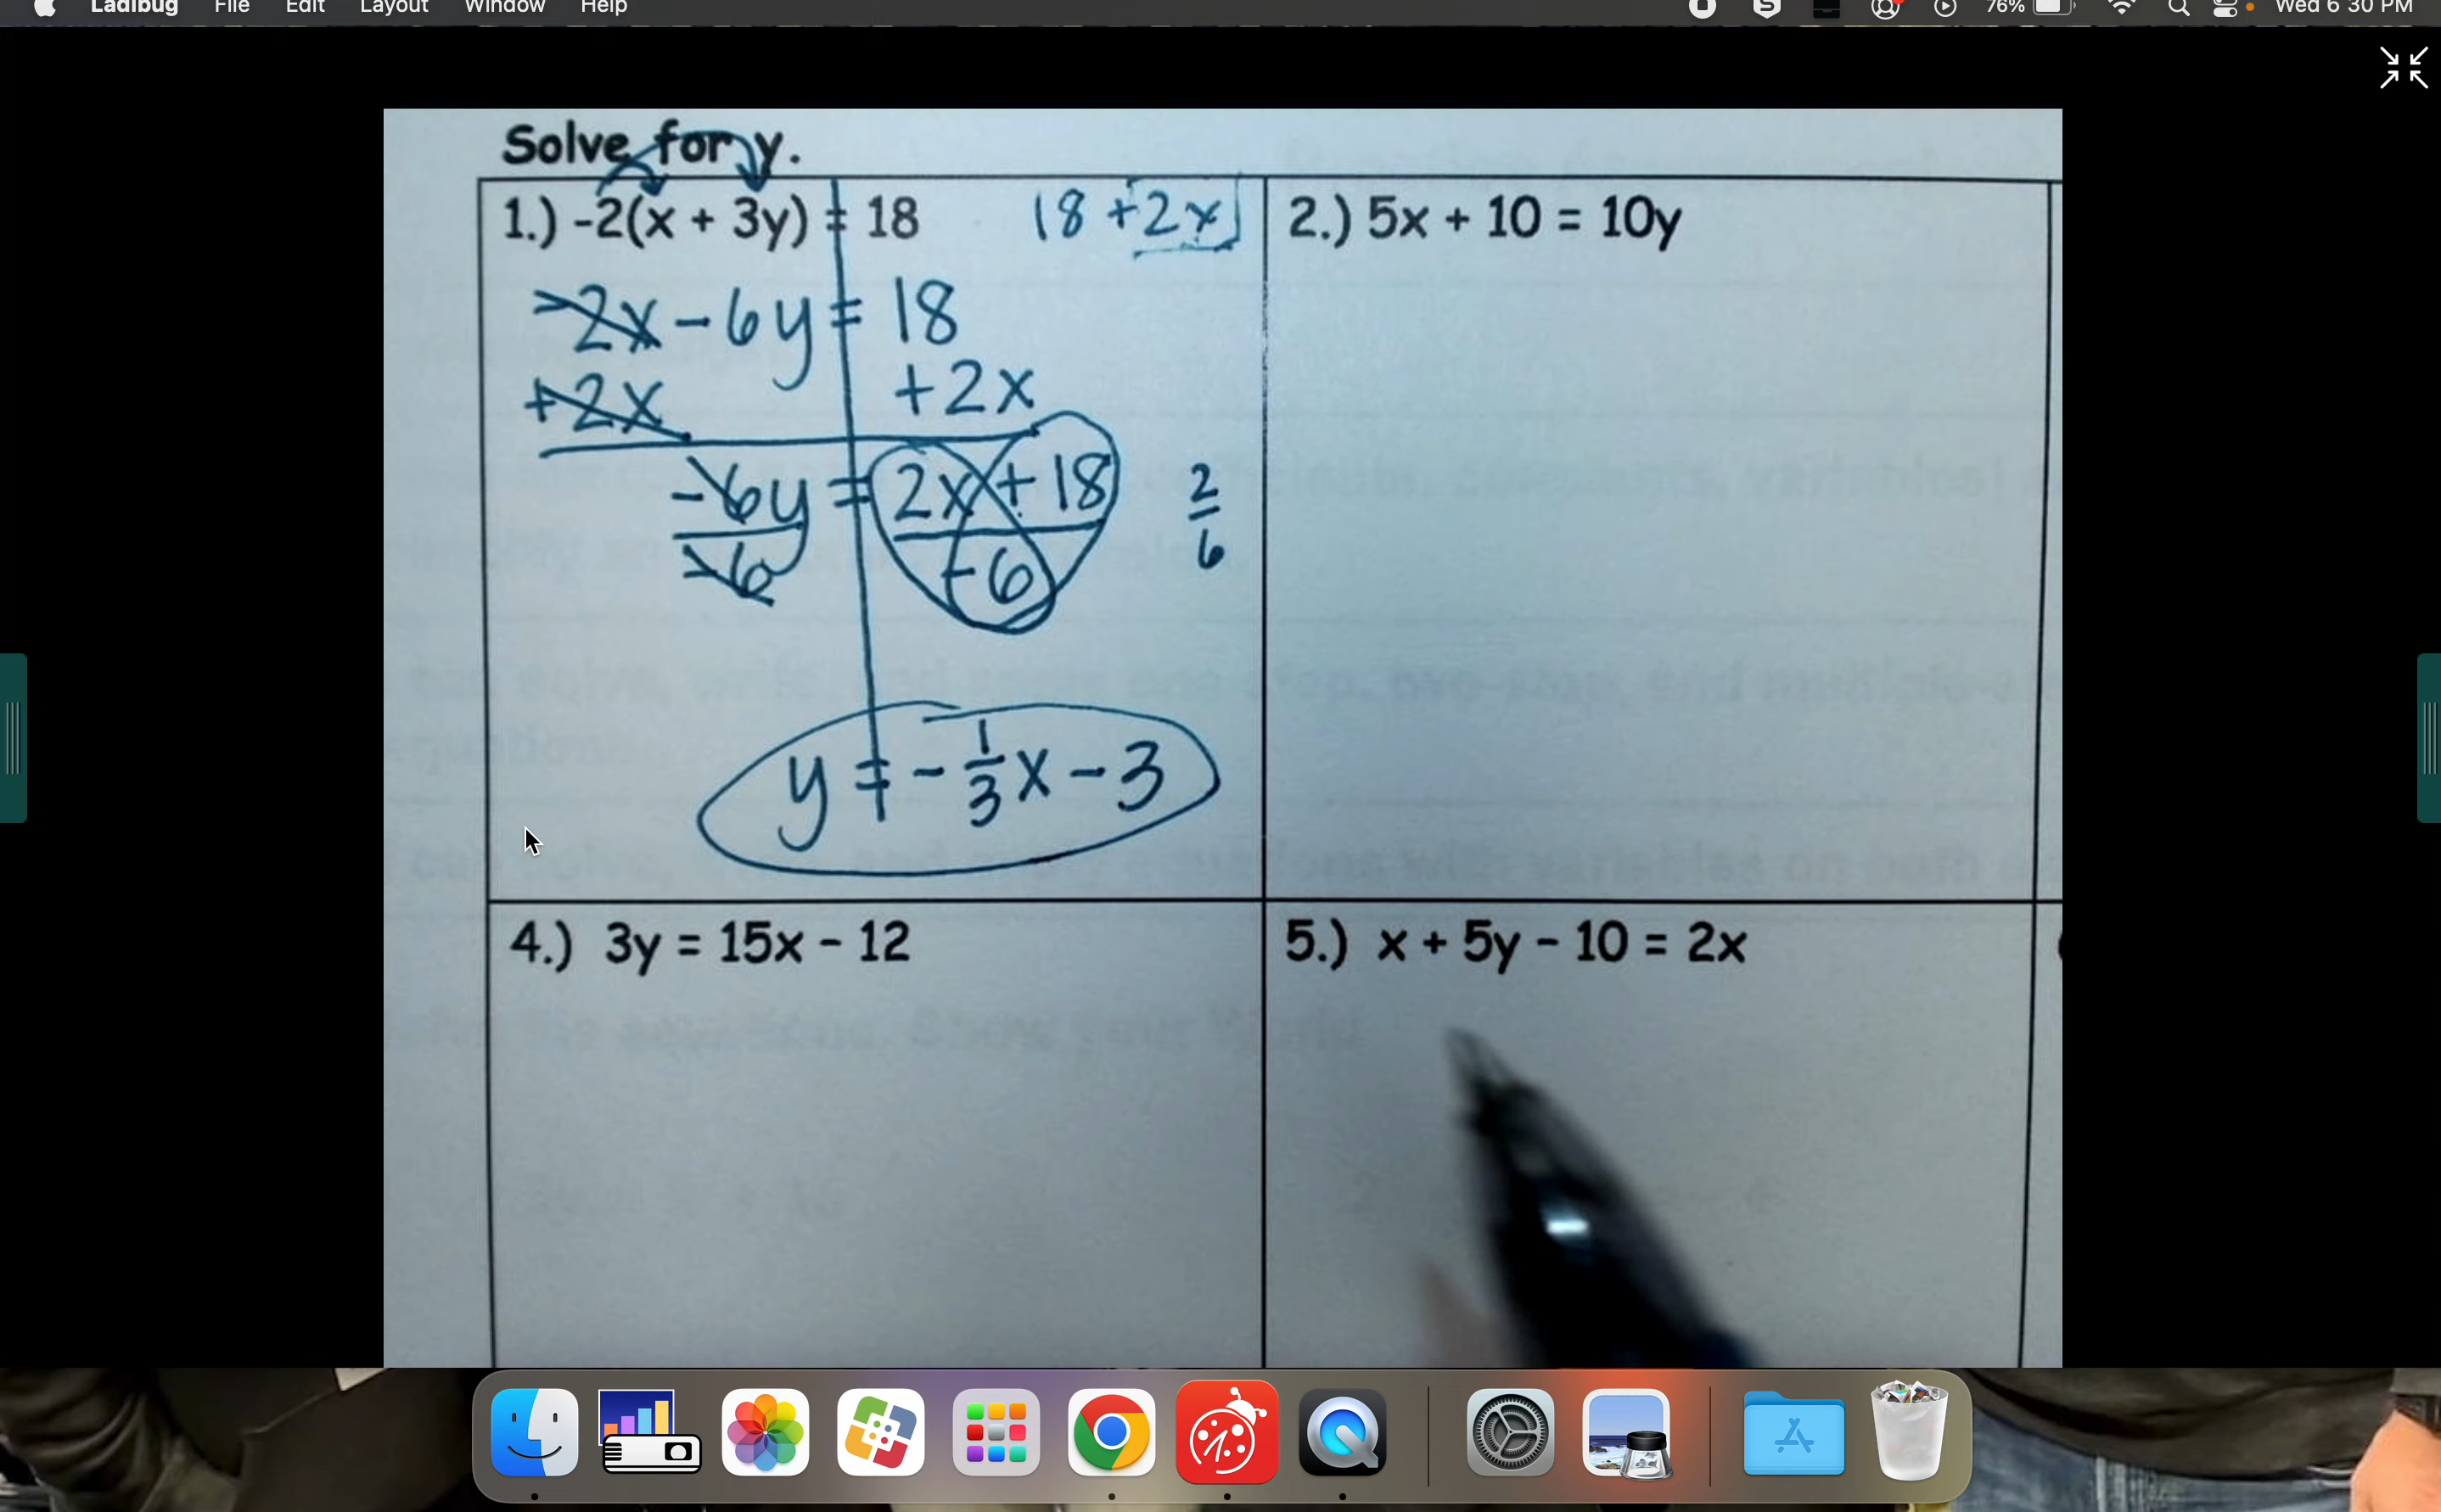 Ladibug File Edit Layout Window Help 76% Wed 6 30 PM
Solve for y.
1.) -2(x + 3y) = 18
18 +2x
-2x - 6y = 18
+2x +2x
-6y = 2x + 18
-6 -6
2
6
y = - 1/3 x - 3
2.) 5x + 10 = 10y
4.) 3y = 15x - 12
5.) x + 5y - 10 = 2x